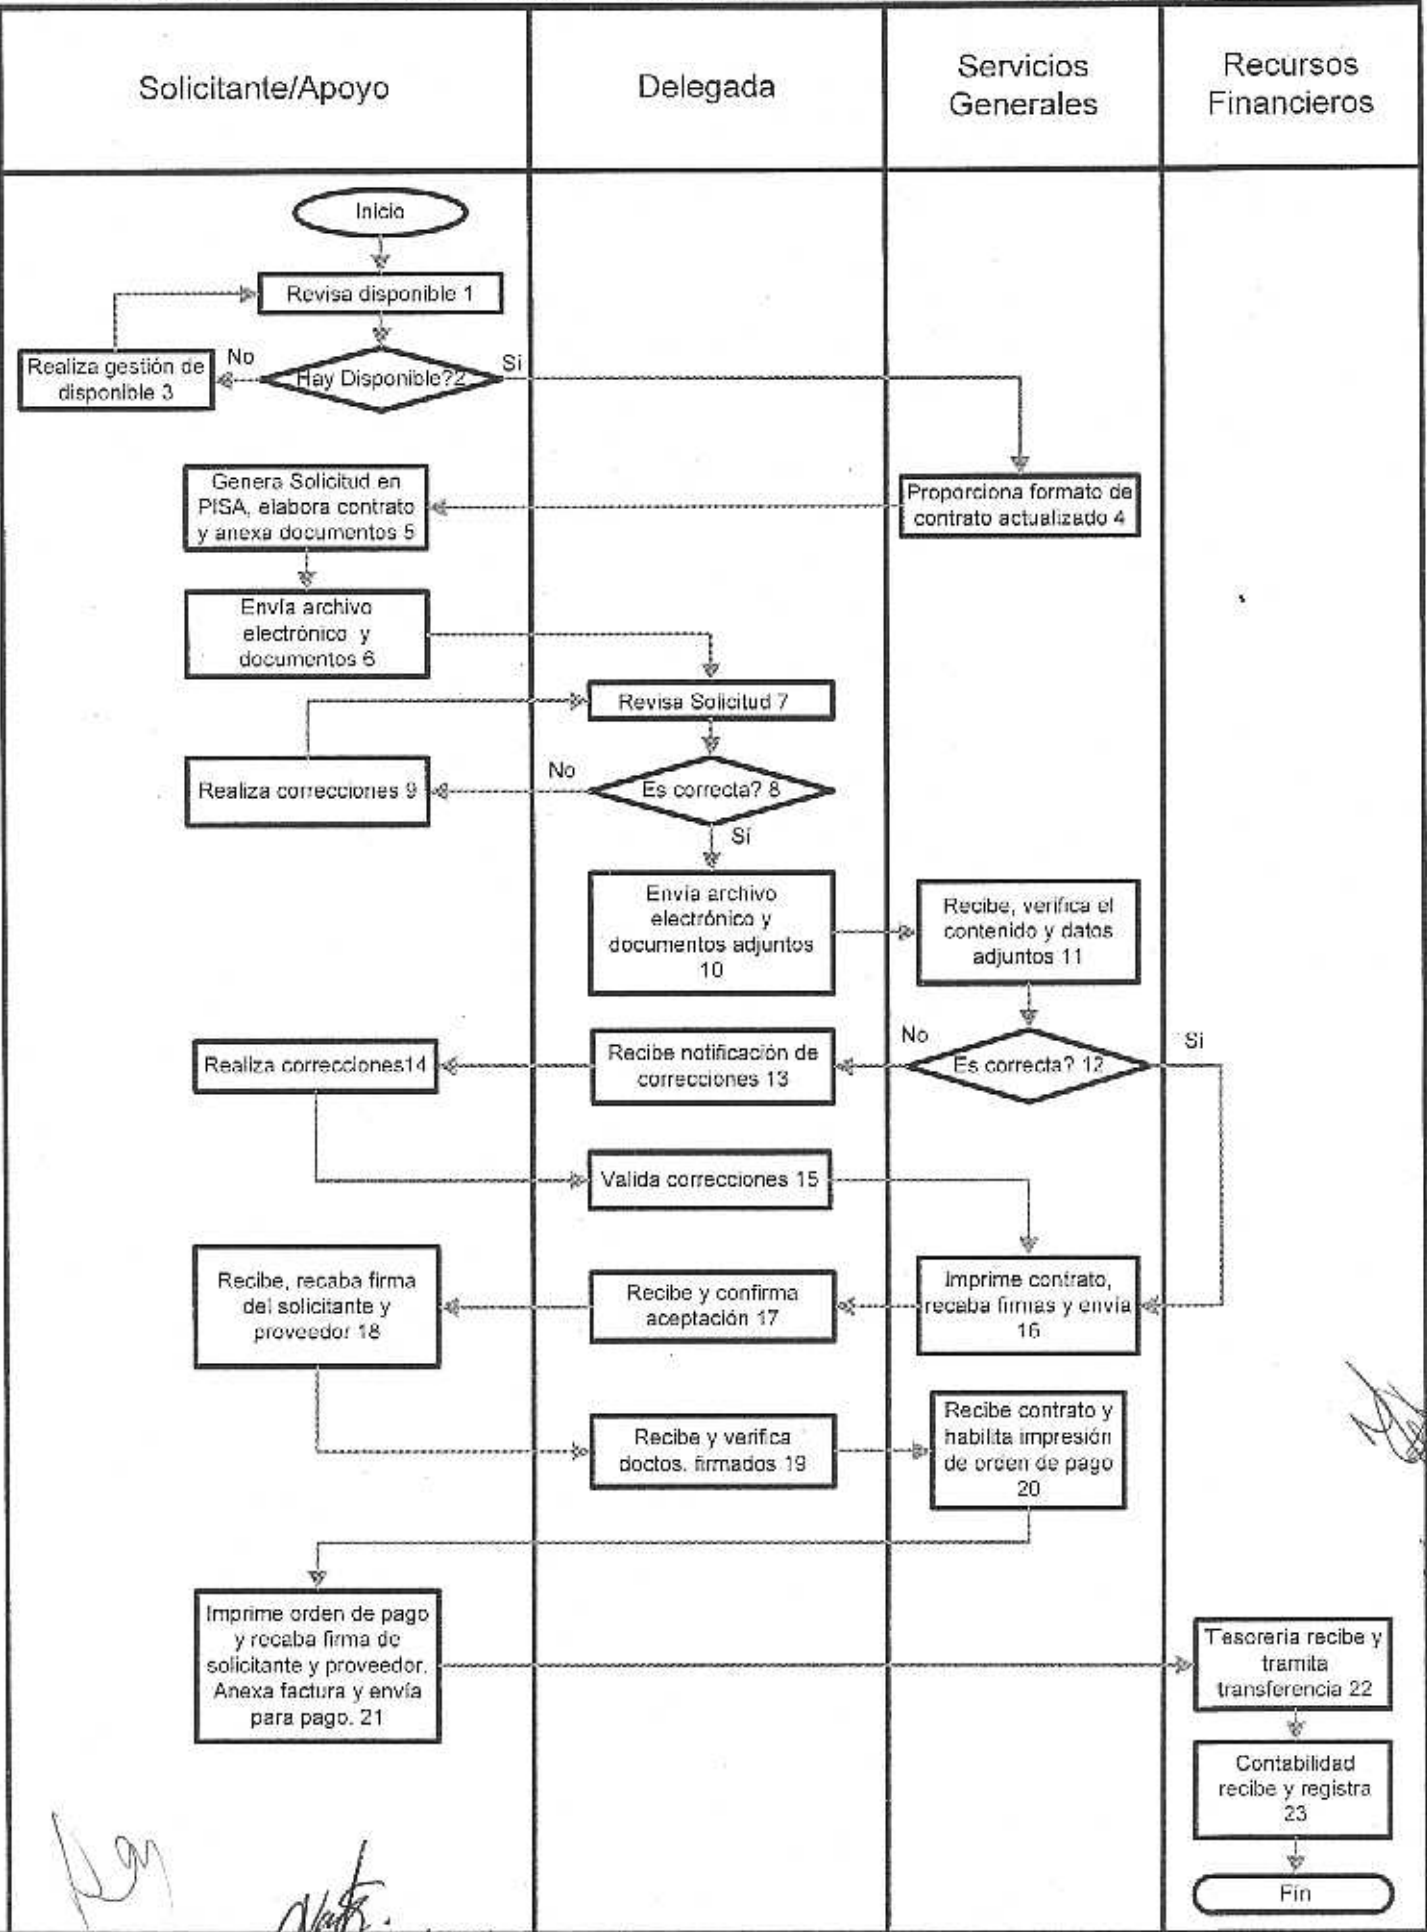 Solicitante/Apoyo
Delegada
Servicios
Generales
Recursos
Financieros
Inicio
Revisa disponible 1
Realiza gestión de
disponible 3
No
Hay Disponible?2
Si
Genera Solicitud en
PISA, elabora contrato
y anexa documentos 5
Proporciona formato de
contrato actualizado 4
Envía archivo
electrónico y
documentos 6
Revisa Solicitud 7
Realiza correcciones 9
No
Es correcta? 8
Sí
Envía archivo
electrónico y
documentos adjuntos
10
Recibe, verifica el
contenido y datos
adjuntos 11
Realiza correcciones14
Recibe notificación de
correcciones 13
No
Es correcta? 12
Si
Valida correcciones 15
Recibe, recaba firma
del solicitante y
proveedor 18
Recibe y confirma
aceptación 17
Imprime contrato,
recaba firmas y envía
16
Recibe y verifica
doctos. firmados 19
Recibe contrato y
habilita impresión
de orden de pago
20
Imprime orden de pago
y recaba firma de
solicitante y proveedor.
Anexa factura y envía
para pago. 21
Tesoreria recibe y
tramita
transferencia 22
Contabilidad
recibe y registra
23
Fin